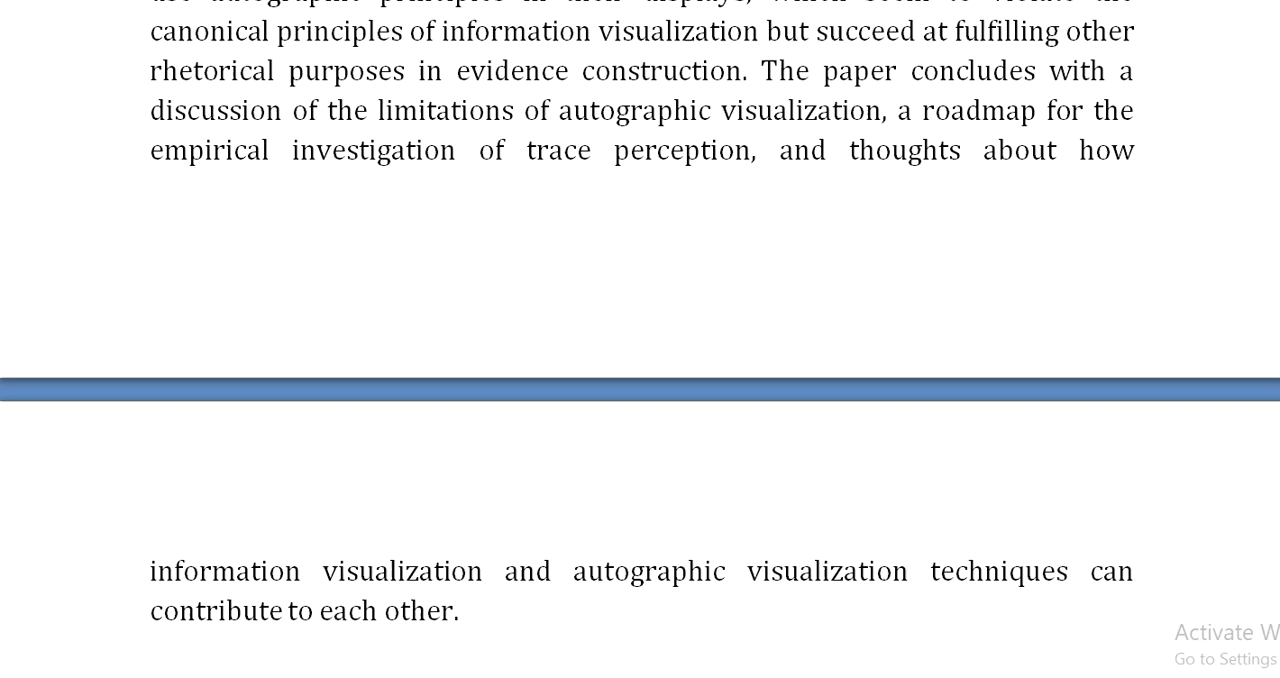 canonical principles of information visualization but succeed at fulfilling other
rhetorical purposes in evidence construction. The paper concludes with a
discussion of the limitations of autographic visualization, a roadmap for the
empirical investigation of trace perception, and thoughts about how
information visualization and autographic visualization techniques can
contribute to each other.
Activate W
Go to Settings